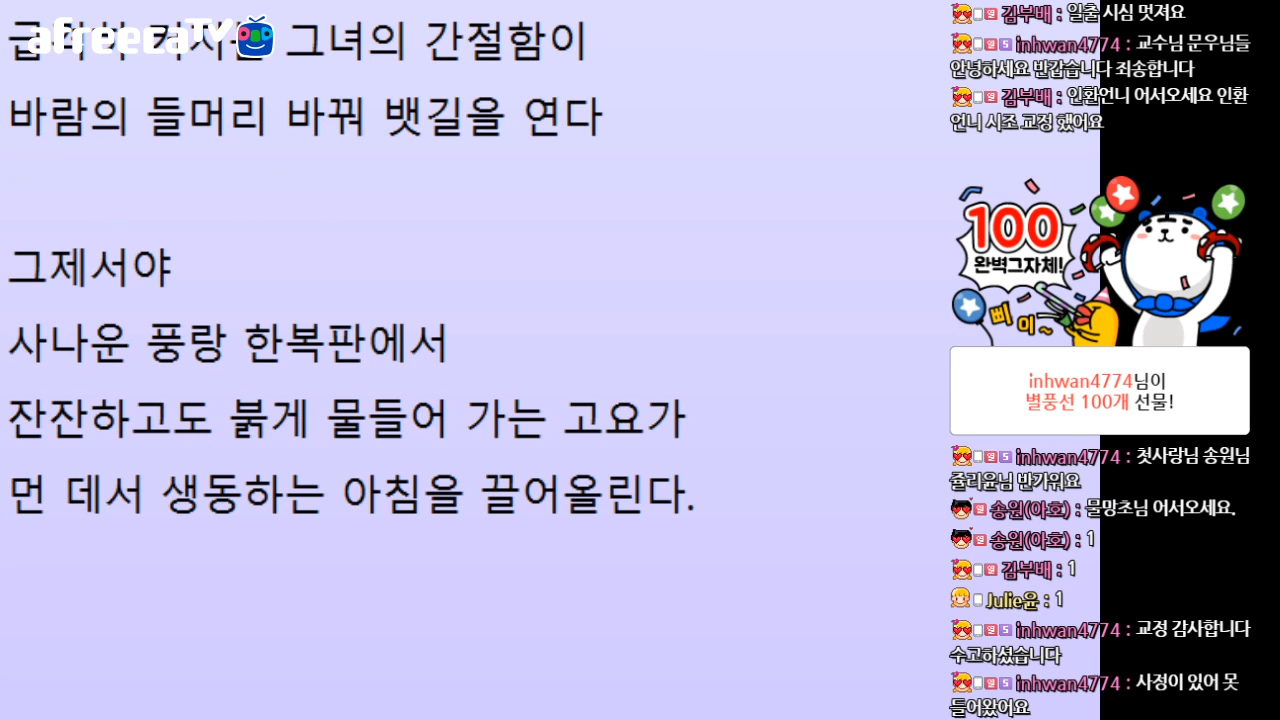 afreecaTV
그녀의 간절함이
바람의 들머리 바꿔 뱃길을 연다
그제서야
사나운 풍랑 한복판에서
잔잔하고도 붉게 물들어 가는 고요가
먼 데서 생동하는 아침을 끌어올린다.
김부배 : 일출 시심 멋져요
inhwan4774 : 교수님 문우님들
안녕하세요 반갑습니다 죄송합니다
김부배 : 인환언니 어서오세요 인환
언니 시조 교정 했어요
100
완벽그자체!
삐이~
inhwan4774님이
별풍선 100개 선물!
inhwan4774 : 첫사랑님 송원님
쥴리윤님 반가워요
송원(아호) : 물망초님 어서오세요.
송원(아호) : 1
김부배 : 1
Julie윤 : 1
inhwan4774 : 교정 감사합니다
수고하셨습니다
inhwan4774 : 사정이 있어 못
들어왔어요